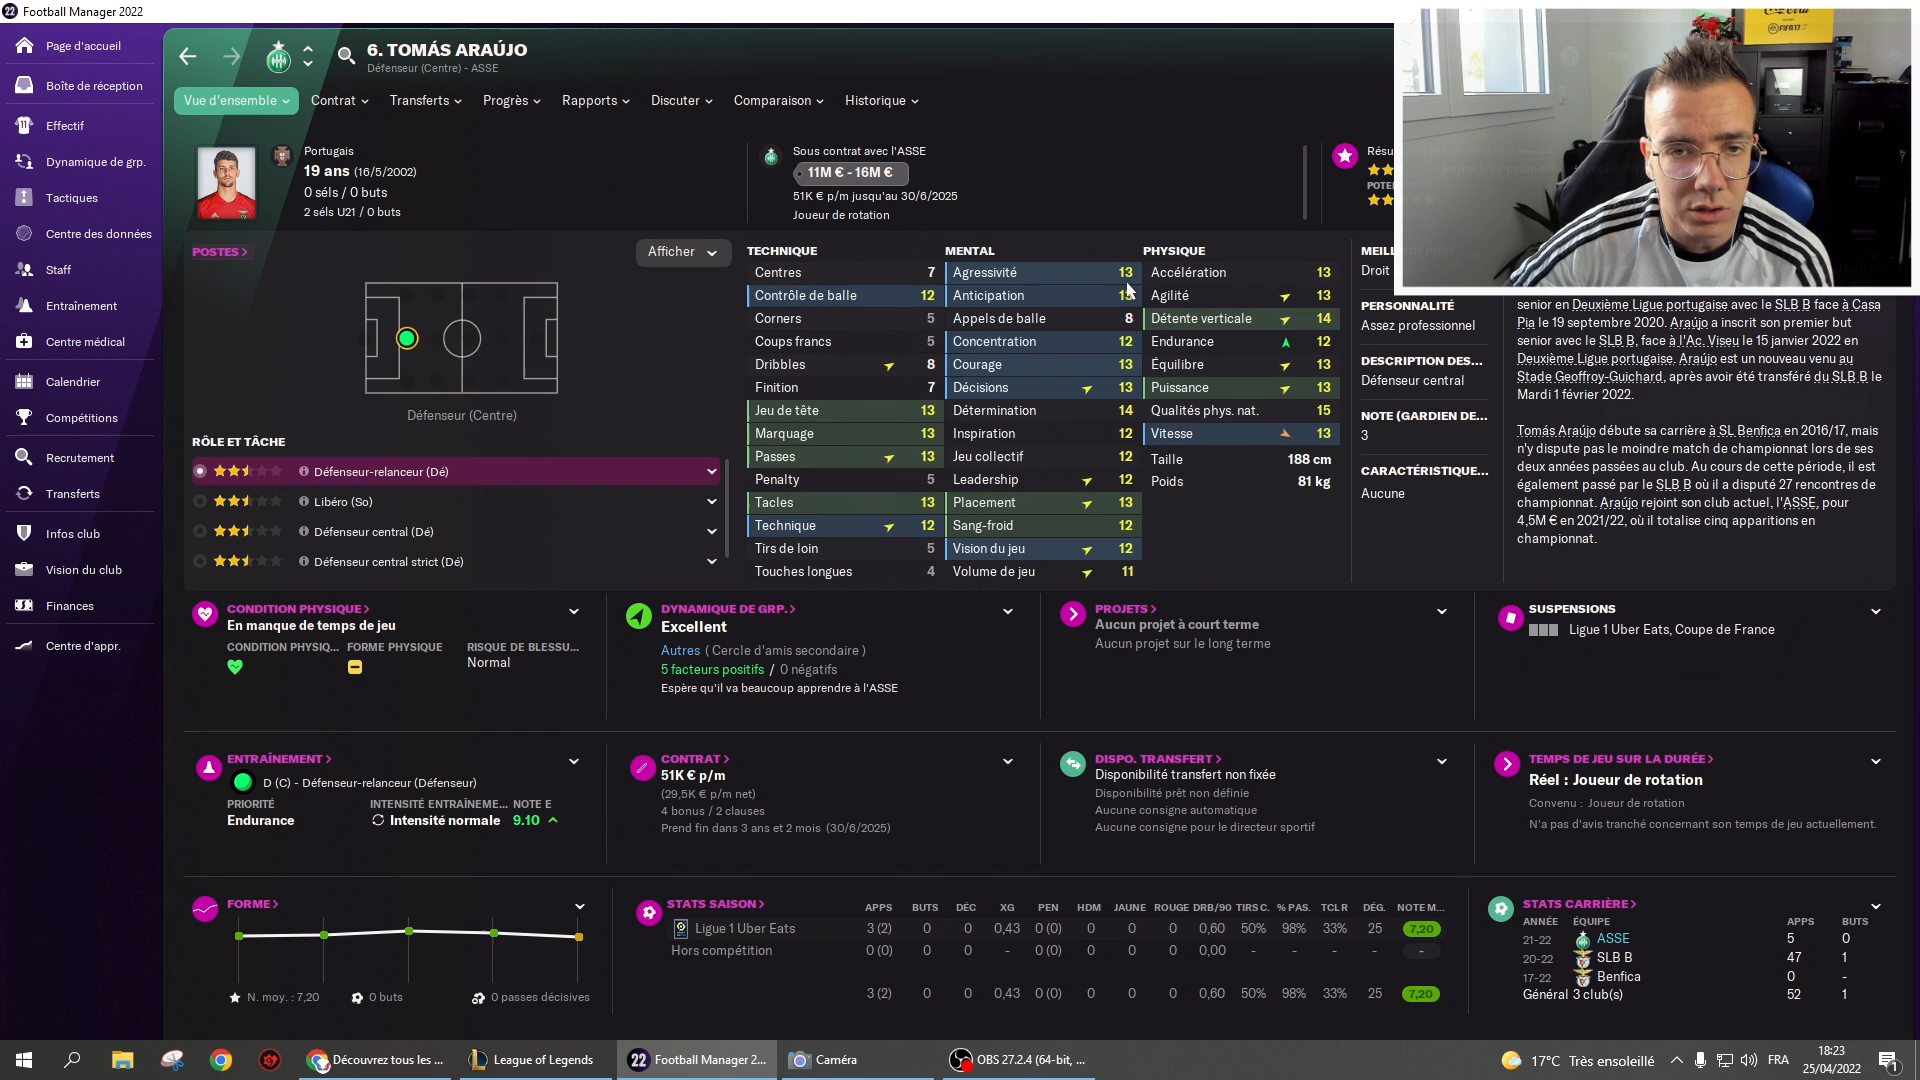 22 Football Manager 2022
Page d'accueil
Boîte de réception
Effectif
Dynamique de grp.
Tactiques
Centre des données
Staff
Entraînement
Centre médical
Calendrier
Compétitions
Recrutement
Transferts
Infos club
Vision du club
Finances
Centre d'appr.
6. TOMÁS ARAÚJO
Défenseur (Centre) - ASSE
Vue d'ensemble Contrat Transferts Progrès Rapports Discuter Comparaison Historique
Portugais
19 ans (16/5/2002)
0 séls / 0 buts
2 séls U21 / 0 buts
Sous contrat avec l'ASSE
11M € - 16M €
51K € p/m jusqu'au 30/6/2025
Joueur de rotation
Résu
POTE
FIFA 17
POSTES >
Afficher
Défenseur (Centre)
RÔLE ET TÂCHE
Défenseur-relanceur (Dé)
Libéro (So)
Défenseur central (Dé)
Défenseur central strict (Dé)
TECHNIQUE
Centres 7
Contrôle de balle 12
Corners 5
Coups francs 5
Dribbles 8
Finition 7
Jeu de tête 13
Marquage 13
Passes 13
Penalty 5
Tacles 13
Technique 12
Tirs de loin 5
Touches longues 4
MENTAL
Agressivité 13
Anticipation 13
Appels de balle 8
Concentration 12
Courage 13
Décisions 13
Détermination 14
Inspiration 12
Jeu collectif 12
Leadership 12
Placement 13
Sang-froid 12
Vision du jeu 12
Volume de jeu 11
PHYSIQUE
Accélération 13
Agilité 13
Détente verticale 14
Endurance 12
Équilibre 13
Puissance 13
Qualités phys. nat. 15
Vitesse 13
Taille 188 cm
Poids 81 kg
Droit
PERSONNALITÉ
Assez professionnel
DESCRIPTION DES...
Défenseur central
NOTE (GARDIEN DE...
3
CARACTÉRISTIQUE...
Aucune
senior en Deuxième Ligue portugaise avec le SLB B face à Casa
Pia le 19 septembre 2020. Araújo a inscrit son premier but
senior avec le SLB B, face à l'Ac. Viseu le 15 janvier 2022 en
Deuxième Ligue portugaise. Araújo est un nouveau venu au
Stade Geoffroy-Guichard, après avoir été transféré du SLB B le
Mardi 1 février 2022.
Tomás Araújo débute sa carrière à SL Benfica en 2016/17, mais
n'y dispute pas le moindre match de championnat lors de ses
deux années passées au club. Au cours de cette période, il est
également passé par le SLB B où il a disputé 27 rencontres de
championnat. Araújo rejoint son club actuel, l'ASSE, pour
4,5M € en 2021/22, où il totalise cinq apparitions en
championnat.
CONDITION PHYSIQUE >
En manque de temps de jeu
CONDITION PHYSIQ... FORME PHYSIQUE RISQUE DE BLESSU...
Normal
DYNAMIQUE DE GRP. >
Excellent
Autres ( Cercle d'amis secondaire )
5 facteurs positifs / 0 négatifs
Espère qu'il va beaucoup apprendre à l'ASSE
PROJETS >
Aucun projet à court terme
Aucun projet sur le long terme
SUSPENSIONS
Ligue 1 Uber Eats, Coupe de France
ENTRAÎNEMENT >
D (C) - Défenseur-relanceur (Défenseur)
PRIORITÉ INTENSITÉ ENTRAÎNEME... NOTE E
Endurance Intensité normale 9.10
CONTRAT >
51K € p/m
(29,5K € p/m net)
4 bonus / 2 clauses
Prend fin dans 3 ans et 2 mois (30/6/2025)
DISPO. TRANSFERT >
Disponibilité transfert non fixée
Disponibilité prêt non définie
Aucune consigne automatique
Aucune consigne pour le directeur sportif
TEMPS DE JEU SUR LA DURÉE >
Réel : Joueur de rotation
Convenu : Joueur de rotation
N'a pas d'avis tranché concernant son temps de jeu actuellement.
FORME >
N. moy. : 7,20 0 buts 0 passes décisives
STATS SAISON > APPS BUTS DÉC XG PEN HDM JAUNE ROUGE DRB/90 TIRS C. % PAS. TCL R DÉG. NOTE M...
Ligue 1 Uber Eats 3 (2) 0 0 0,43 0 (0) 0 0 0 0,60 50% 98% 33% 25 7,20
Hors compétition 0 (0) 0 0 - 0 (0) 0 0 0 0,00 - - - - -
3 (2) 0 0 0,43 0 (0) 0 0 0 0,60 50% 98% 33% 25 7,20
STATS CARRIÈRE >
ANNÉE ÉQUIPE APPS BUTS
21-22 ASSE 5 0
20-22 SLB B 47 1
17-22 Benfica 0 -
Général 3 club(s) 52 1
Découvrez tous les ...
League of Legends
22 Football Manager 2...
Caméra
OBS 27.2.4 (64-bit, ...
17°C Très ensoleillé
FRA
18:23
25/04/2022
1